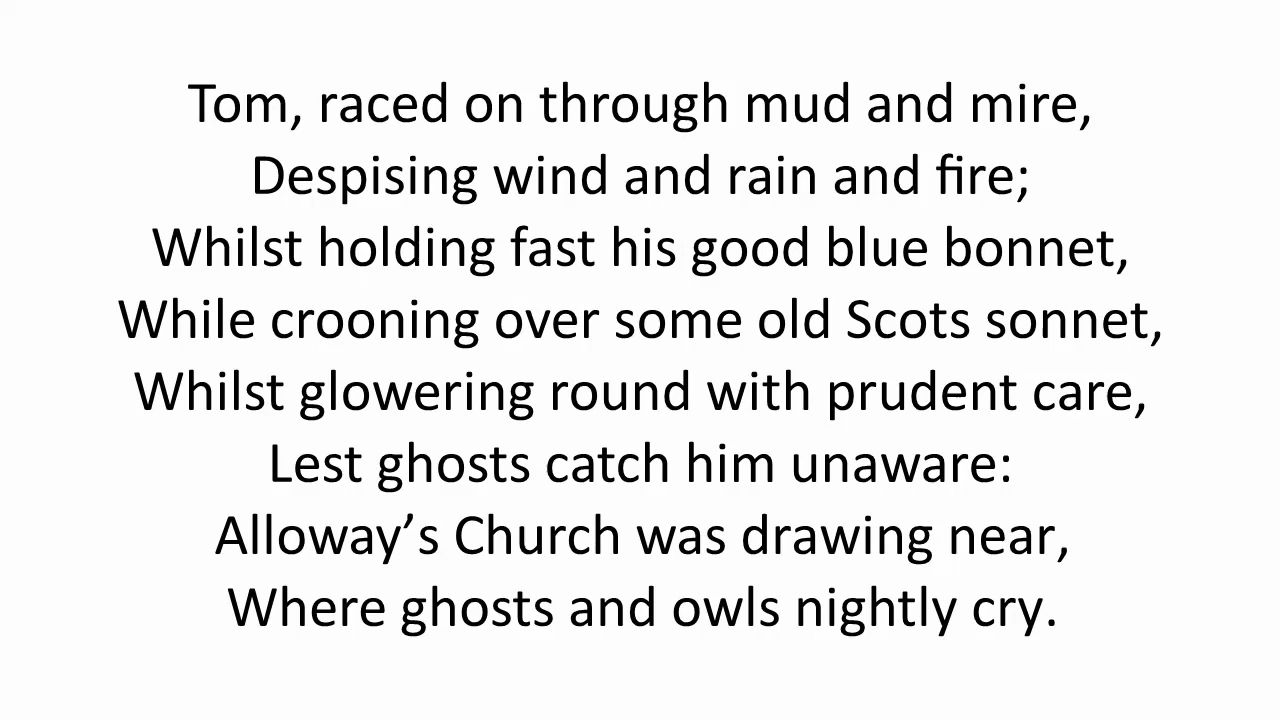 Tom, raced on through mud and mire,
Despising wind and rain and fire;
Whilst holding fast his good blue bonnet,
While crooning over some old Scots sonnet,
Whilst glowering round with prudent care,
Lest ghosts catch him unaware:
Alloway’s Church was drawing near,
Where ghosts and owls nightly cry.